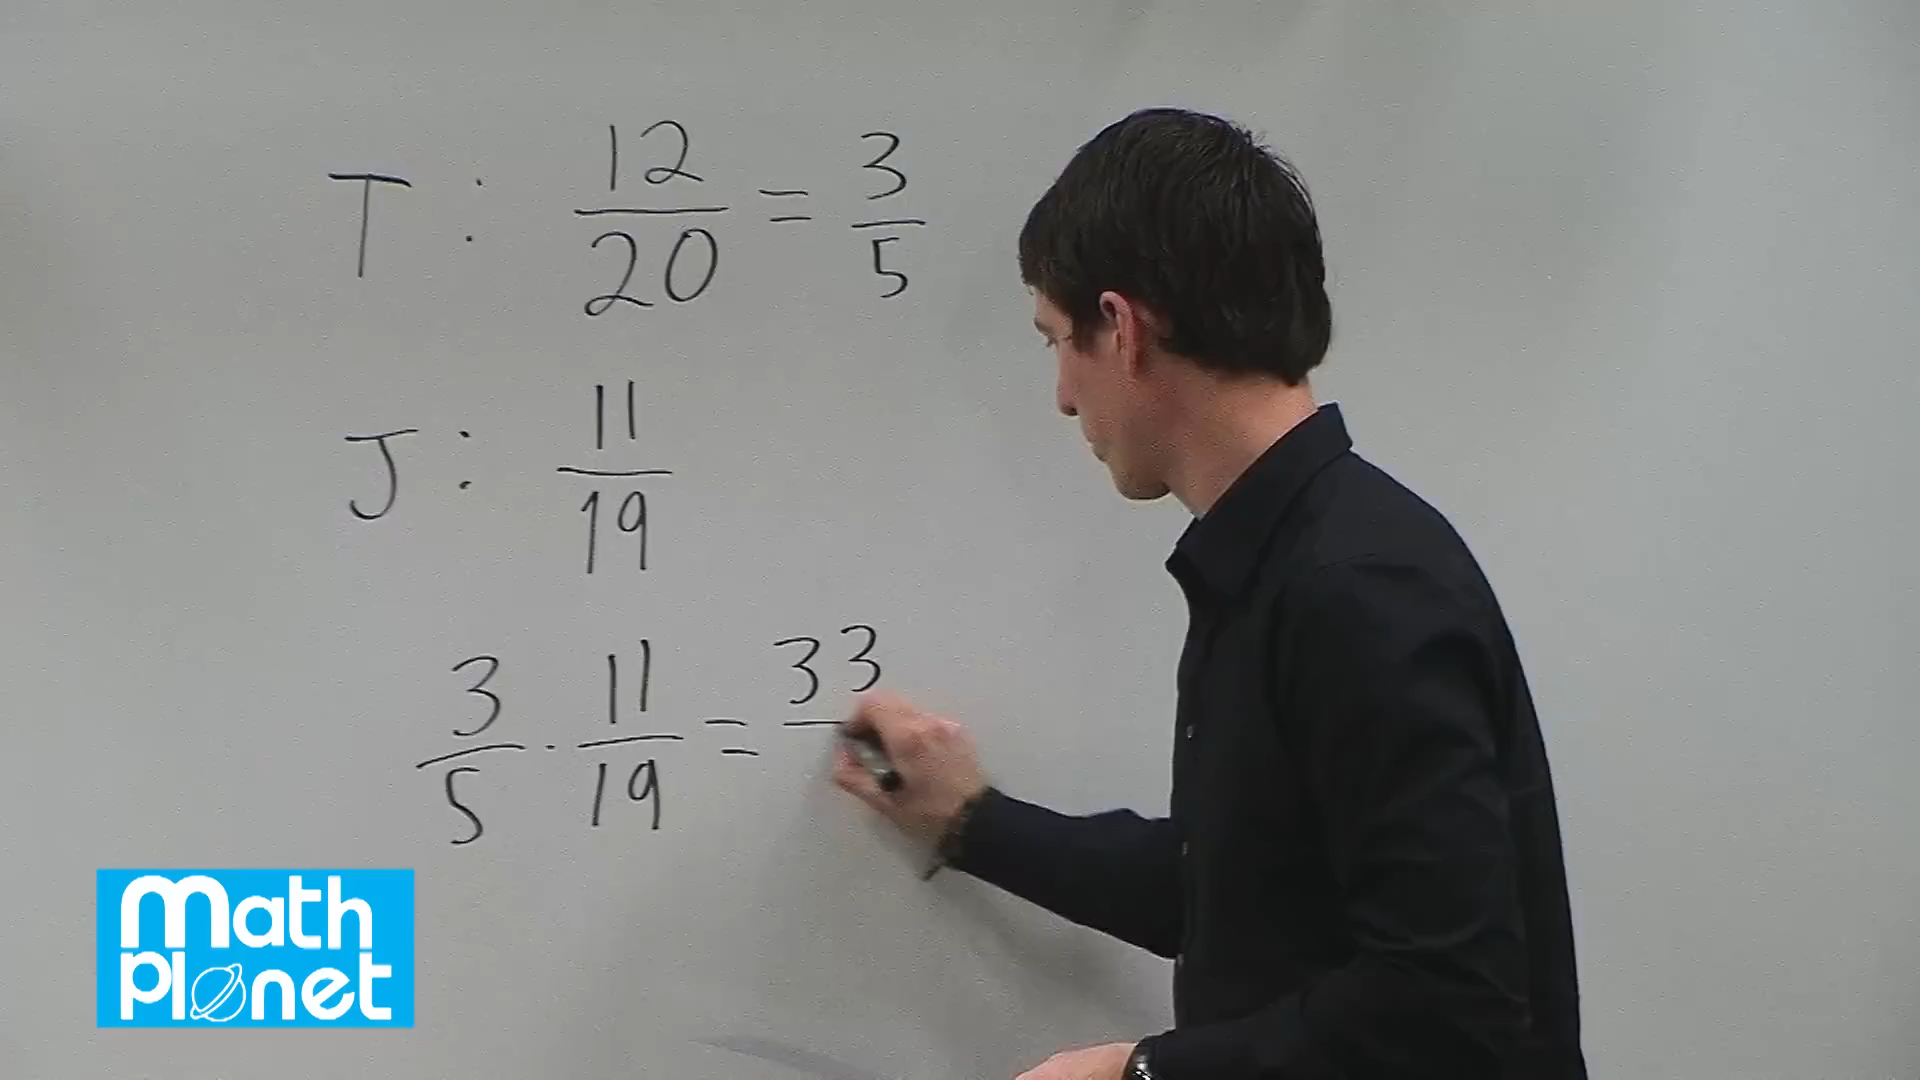 T: 12/20 = 3/5
J: 11/19
3/5 · 11/19 = 33
math
planet